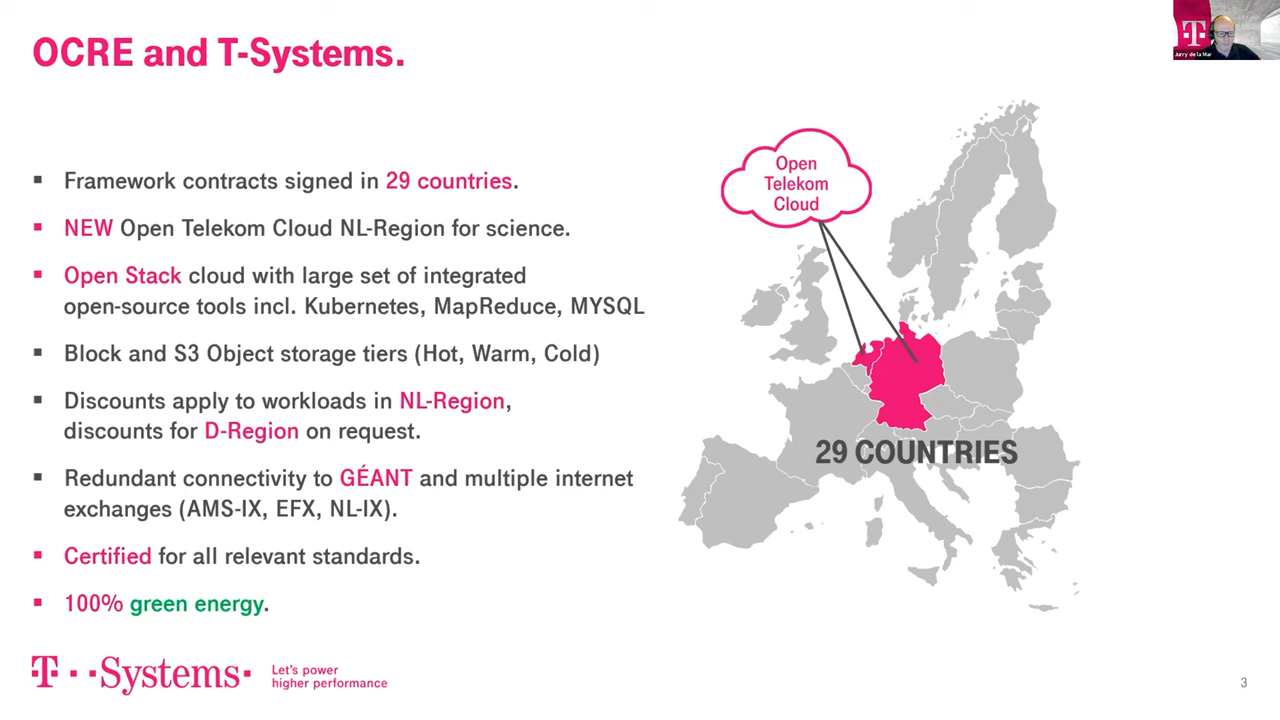 OCRE and T-Systems.
T
Jurry de la Mar
▪ Framework contracts signed in 29 countries.
▪ NEW Open Telekom Cloud NL-Region for science.
▪ Open Stack cloud with large set of integrated
open-source tools incl. Kubernetes, MapReduce, MYSQL
▪ Block and S3 Object storage tiers (Hot, Warm, Cold)
▪ Discounts apply to workloads in NL-Region,
discounts for D-Region on request.
▪ Redundant connectivity to GÉANT and multiple internet
exchanges (AMS-IX, EFX, NL-IX).
▪ Certified for all relevant standards.
▪ 100% green energy.
Open
Telekom
Cloud
29 COUNTRIES
T··Systems·
Let's power
higher performance
3